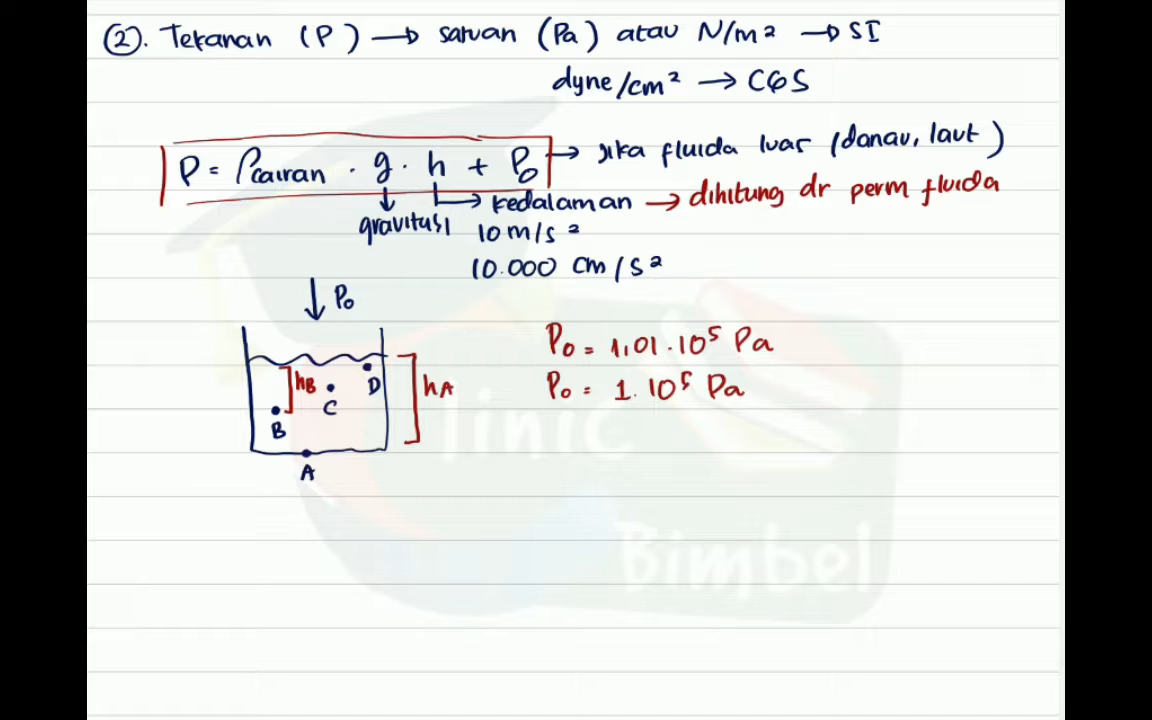 ②. Tekanan (P) → satuan (Pa) atau N/m² → SI
dyne/cm² → CGS
P = ρcairan . g . h + P₀ → jika fluida luar (danau, laut)
→ kedalaman → dihitung dr perm fluida
gravitasi 10 m/s²
10.000 cm/s²
↓ P₀
P₀ = 1,01 . 10⁵ Pa
P₀ = 1 . 10⁵ Pa
hB C D hA
B
A
linic
Bimbel